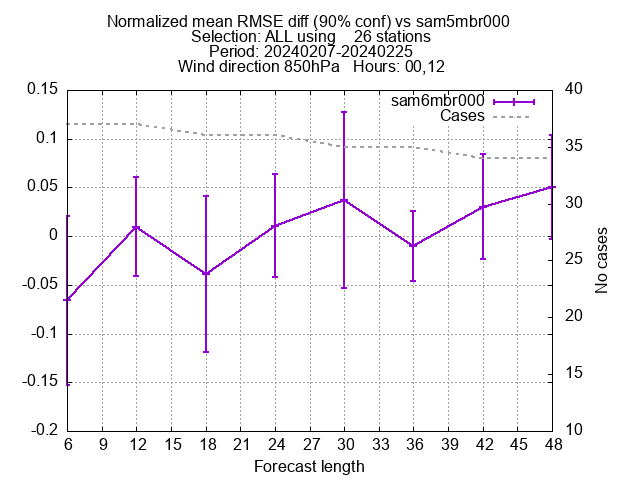 Normalized mean RMSE diff (90% conf) vs sam5mbr000
Selection: ALL using    26 stations
Period: 20240207-20240225
Wind direction 850hPa   Hours: 00,12
sam6mbr000
Cases
0.15
0.1
0.05
0
-0.05
-0.1
-0.15
-0.2
40
35
30
25
20
15
10
No cases
6 9 12 15 18 21 24 27 30 33 36 39 42 45 48
Forecast length